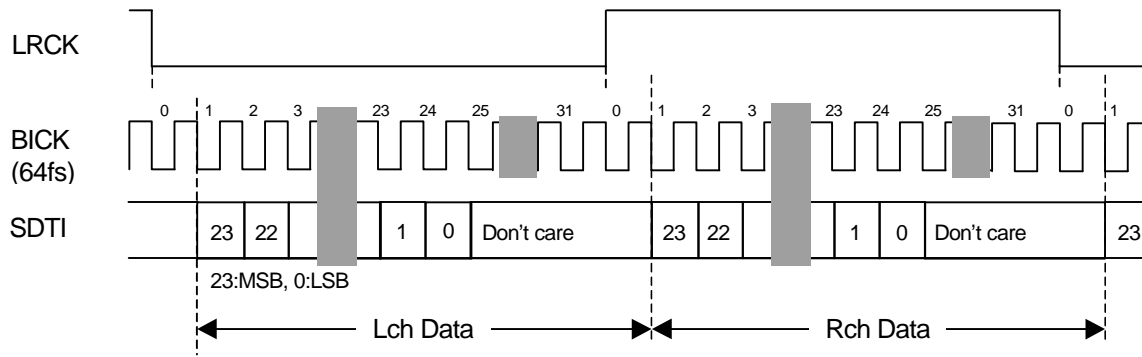 LRCK
0 1 2 3 23 24 25 31 0 1 2 3 23 24 25 31 0 1
BICK
(64fs)
SDTI 23 22 1 0 Don't care 23 22 1 0 Don't care 23
23:MSB, 0:LSB
Lch Data Rch Data